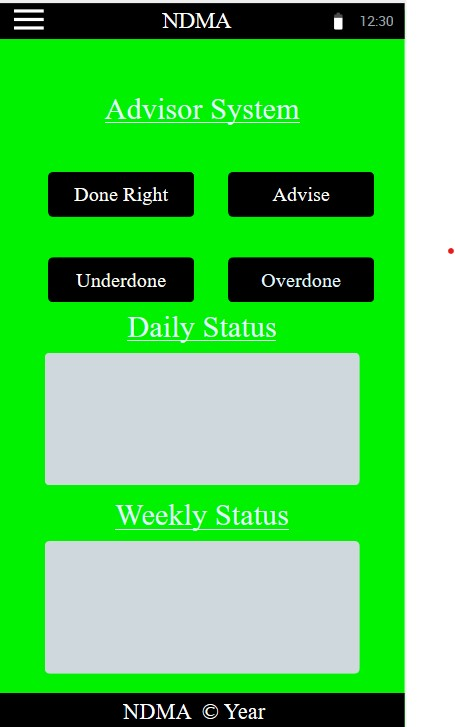 NDMA 12:30
Advisor System
Done Right Advise
Underdone Overdone
Daily Status
Weekly Status
NDMA © Year